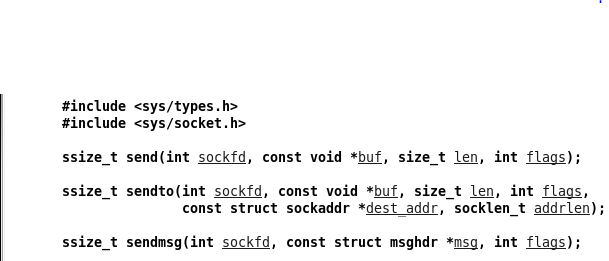 #include <sys/types.h>
#include <sys/socket.h>
ssize_t send(int sockfd, const void *buf, size_t len, int flags);
ssize_t sendto(int sockfd, const void *buf, size_t len, int flags,
const struct sockaddr *dest_addr, socklen_t addrlen);
ssize_t sendmsg(int sockfd, const struct msghdr *msg, int flags);